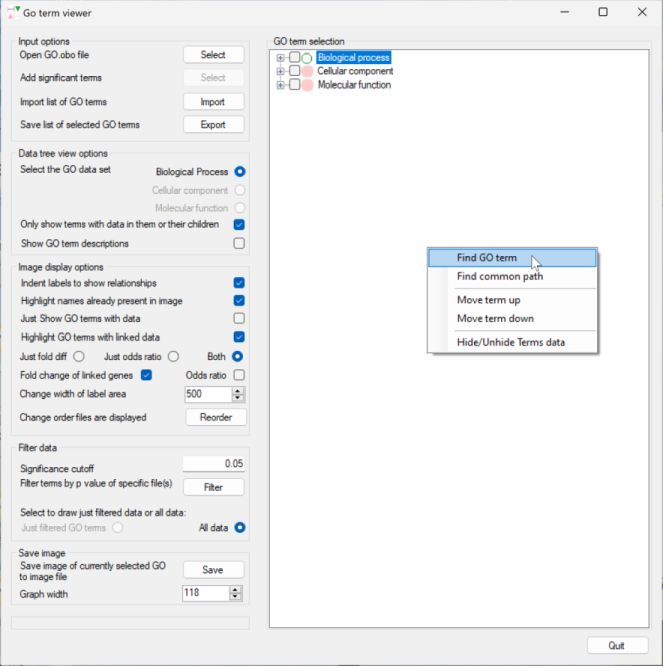 Go term viewer
Input options
Open GO.obo file Select
Add significant terms Select
Import list of GO terms Import
Save list of selected GO terms Export
Data tree view options
Select the GO data set Biological Process
Cellular component
Molecular function
Only show terms with data in them or their children
Show GO term descriptions
Image display options
Indent labels to show relationships
Highlight names already present in image
Just Show GO terms with data
Highlight GO terms with linked data
Just fold diff Just odds ratio Both
Fold change of linked genes Odds ratio
Change width of label area 500
Change order files are displayed Reorder
Filter data
Significance cutoff 0.05
Filter terms by p value of specific file(s) Filter
Select to draw just filtered data or all data:
Just filtered GO terms All data
Save image
Save image of currently selected GO
to image file Save
Graph width 118
GO term selection
Biological process
Cellular component
Molecular function
Find GO term
Find common path
Move term up
Move term down
Hide/Unhide Terms data
Quit